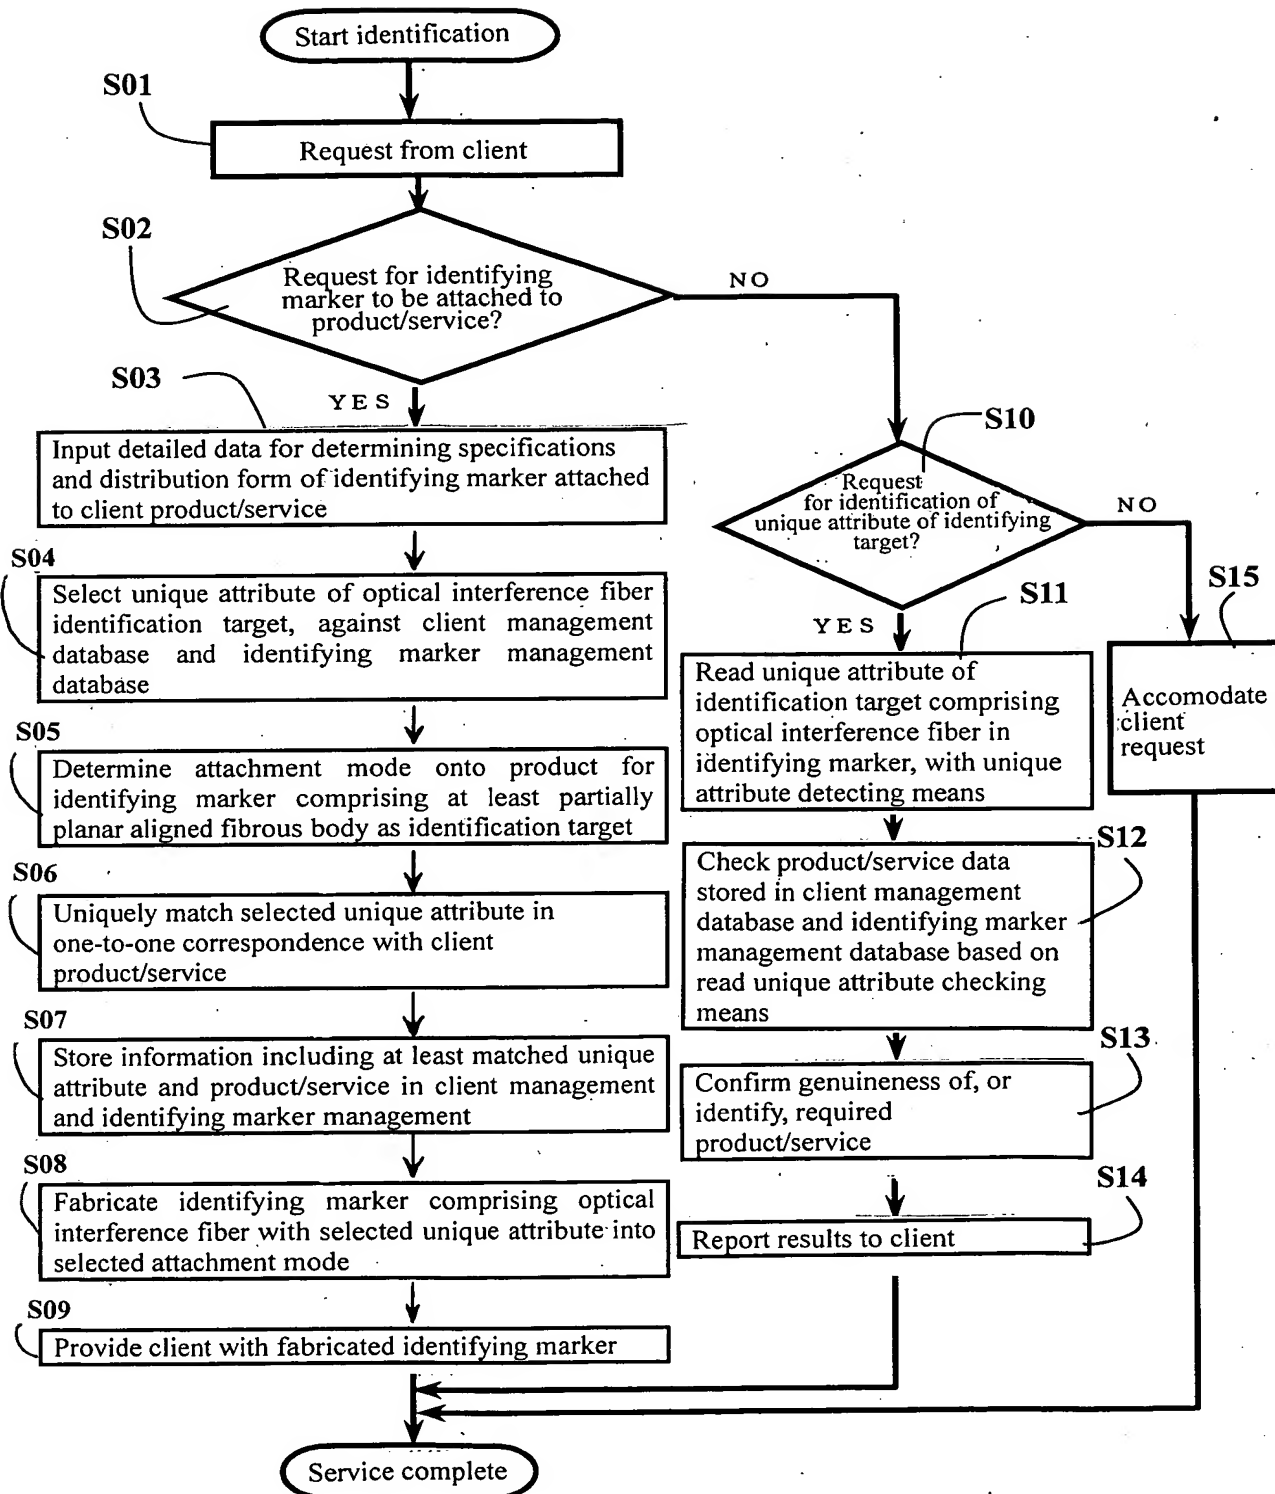 Start identification
S01
Request from client
S02
Request for identifying
marker to be attached to
product/service?
NO
YES
S03
Input detailed data for determining specifications
and distribution form of identifying marker attached
to client product/service
S04
Select unique attribute of optical interference fiber
identification target, against client management
database and identifying marker management
database
S05
Determine attachment mode onto product for
identifying marker comprising at least partially
planar aligned fibrous body as identification target
S06
Uniquely match selected unique attribute in
one-to-one correspondence with client
product/service
S07
Store information including at least matched unique
attribute and product/service in client management
and identifying marker management
S08
Fabricate identifying marker comprising optical
interference fiber with selected unique attribute into
selected attachment mode
S09
Provide client with fabricated identifying marker
S10
Request
for identification of
unique attribute of identifying
target?
NO
YES
S11
Read unique attribute of
identification target comprising
optical interference fiber in
identifying marker, with unique
attribute detecting means
S12
Check product/service data
stored in client management
database and identifying marker
management database based on
read unique attribute checking
means
S13
Confirm genuineness of, or
identify, required
product/service
S14
Report results to client
S15
Accomodate
client
request
Service complete